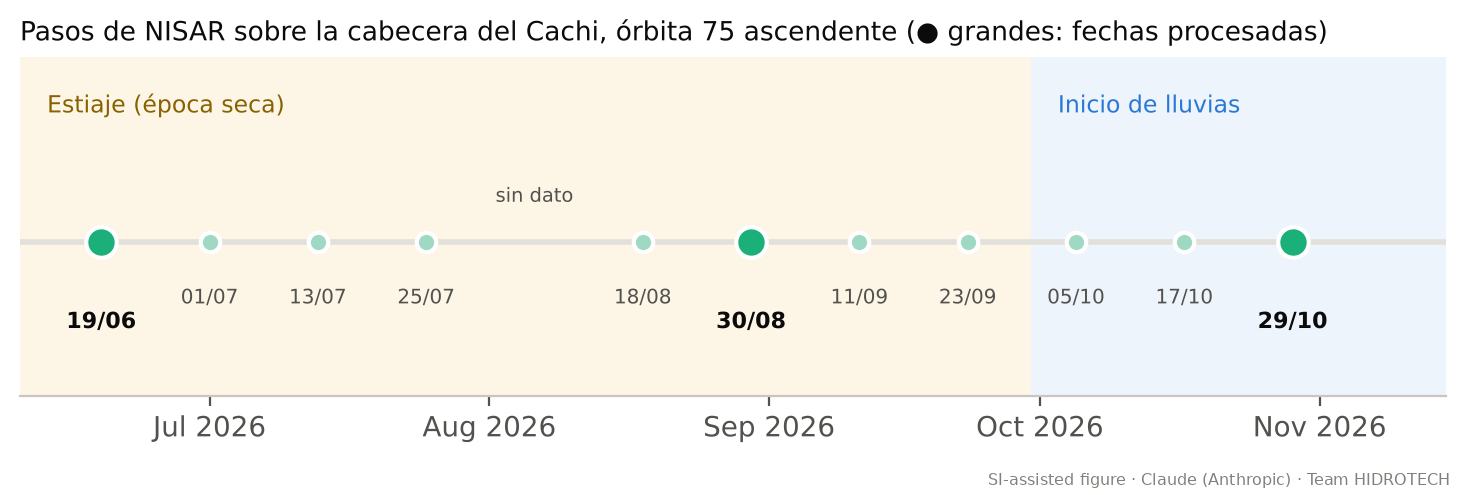 Pasos de NISAR sobre la cabecera del Cachi, órbita 75 ascendente (● grandes: fechas procesadas)
Estiaje (época seca)
Inicio de lluvias
sin dato
01/07
13/07
25/07
18/08
11/09
23/09
05/10
17/10
19/06
30/08
29/10
Jul 2026
Aug 2026
Sep 2026
Oct 2026
Nov 2026
SI-assisted figure · Claude (Anthropic) · Team HIDROTECH